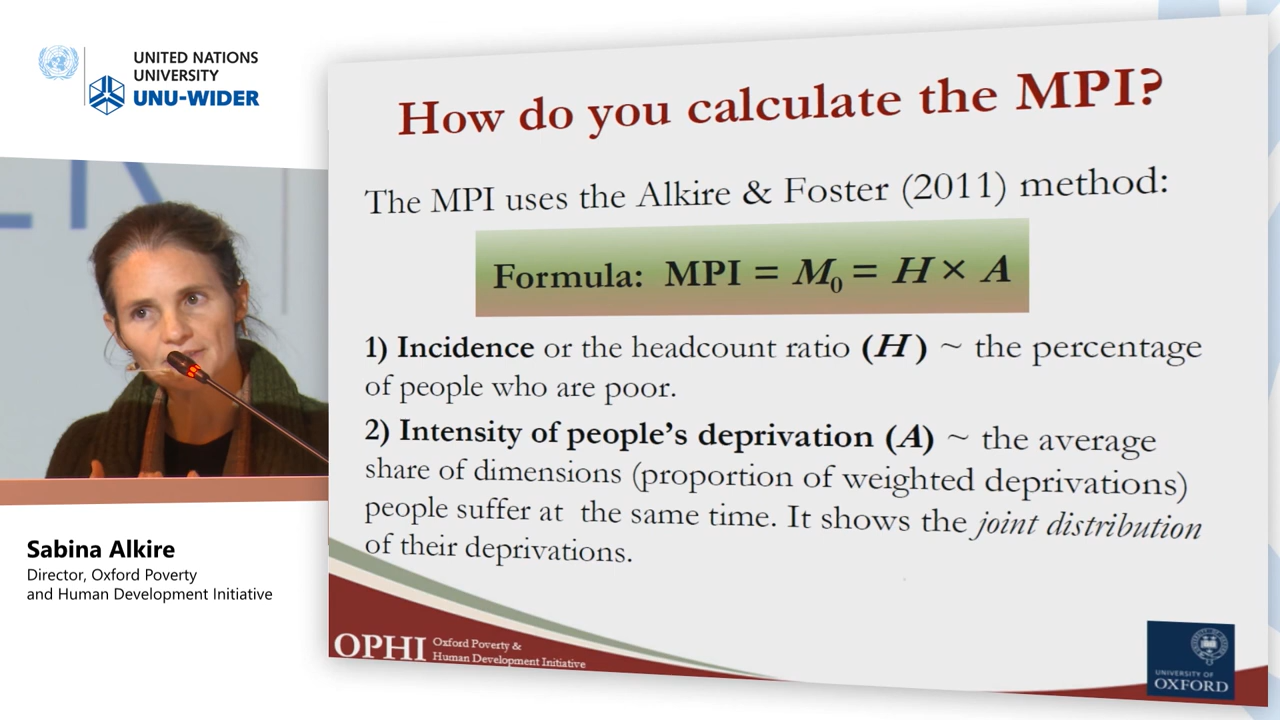 UNITED NATIONS
UNIVERSITY
UNU-WIDER
Sabina Alkire
Director, Oxford Poverty
and Human Development Initiative
How do you calculate the MPI?
The MPI uses the Alkire & Foster (2011) method:
Formula: MPI = M₀ = H × A
1) Incidence or the headcount ratio (H) ~ the percentage
of people who are poor.
2) Intensity of people’s deprivation (A) ~ the average
share of dimensions (proportion of weighted deprivations)
people suffer at the same time. It shows the joint distribution
of their deprivations.
OPHI
Oxford Poverty &
Human Development Initiative
UNIVERSITY OF
OXFORD